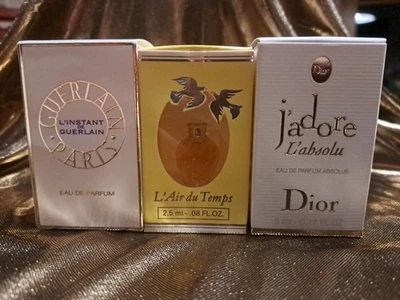 GUERLAIN
L'INSTANT
DE
GUERLAIN
PARIS
EAU DE PARFUM
L'Air du Temps
2,5 ml - .08 FL.OZ.
Dior
j'adore
L'absolu
EAU DE PARFUM ABSOLUE
Dior